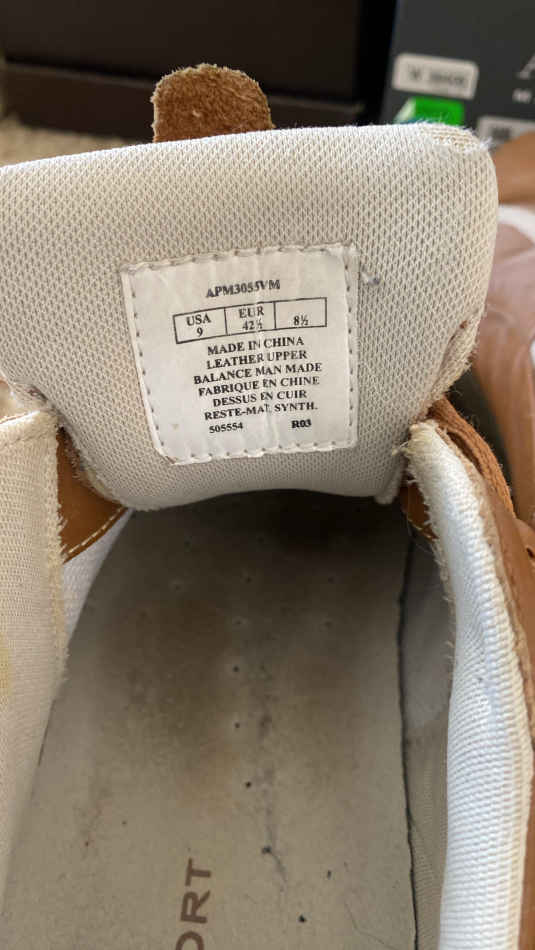 APM3055VM
USA EUR 8½
9 42½
MADE IN CHINA
LEATHER UPPER
BALANCE MAN MADE
FABRIQUE EN CHINE
DESSUS EN CUIR
RESTE-MAT. SYNTH.
505554 R03
ORT